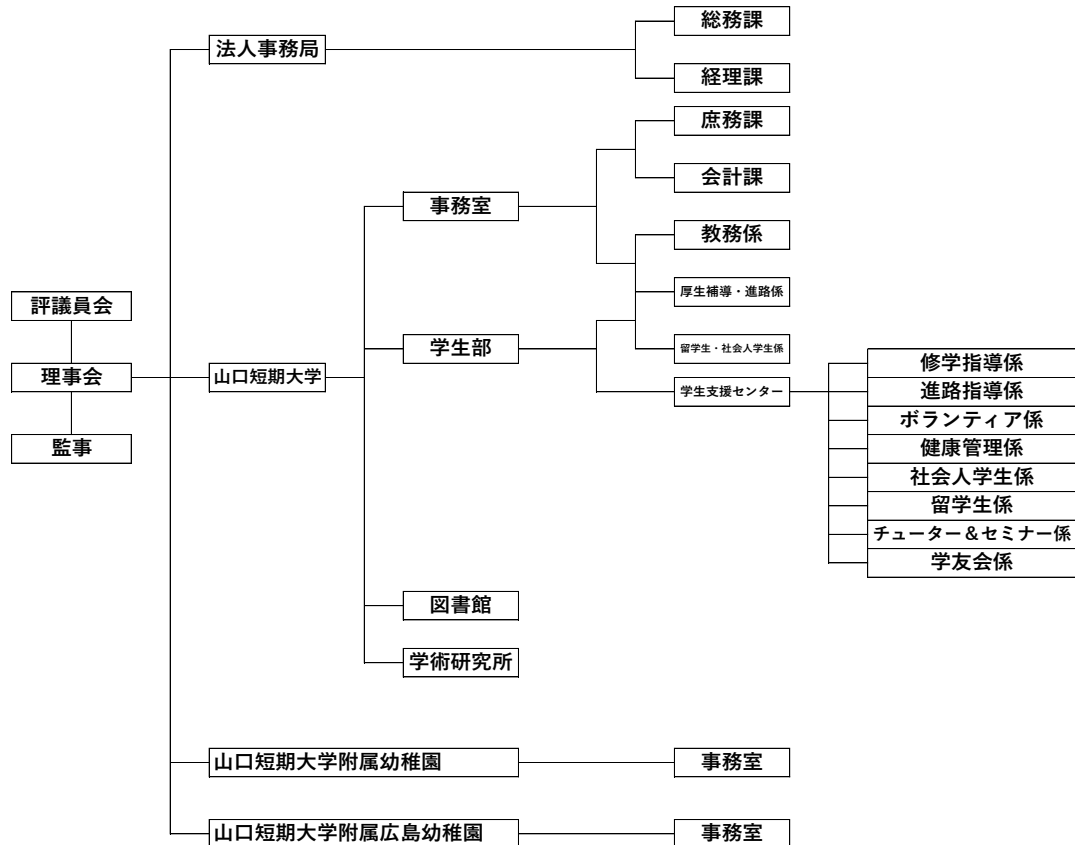 総務課
法人事務局
経理課
庶務課
会計課
事務室
教務係
厚生補導・進路係
評議員会
学生部
留学生・社会人学生係
理事会
山口短期大学
学生支援センター
修学指導係
進路指導係
ボランティア係
監事
健康管理係
社会人学生係
留学生係
チューター＆セミナー係
学友会係
図書館
学術研究所
山口短期大学附属幼稚園
事務室
山口短期大学附属広島幼稚園
事務室